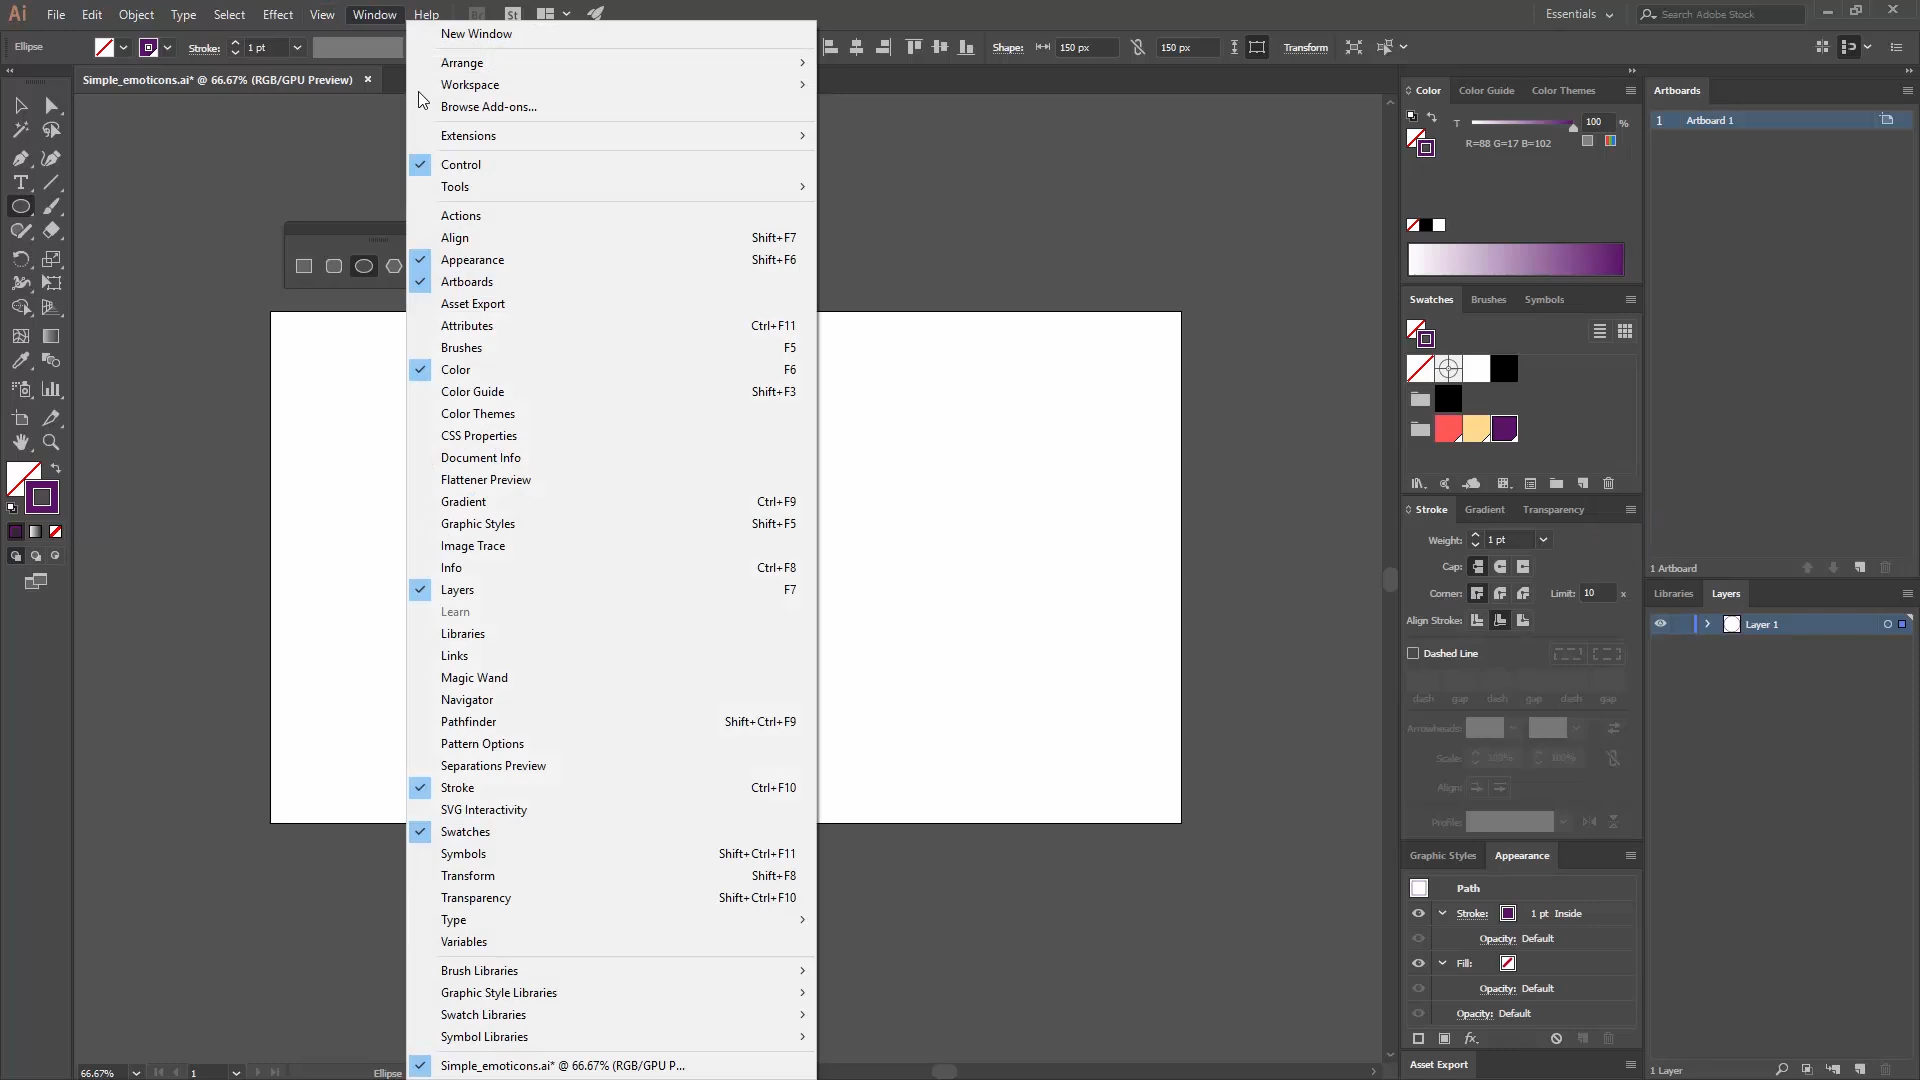 Ai File Edit Object Type Select Effect View Window Help Br St Essentials Search Adobe Stock
Ellipse Stroke: 1 pt Shape: 150 px 150 px Transform
Simple_emoticons.ai* @ 66.67% (RGB/GPU Preview)
New Window
Arrange
Workspace
Browse Add-ons...
Extensions
Control
Tools
Actions
Align Shift+F7
Appearance Shift+F6
Artboards
Asset Export
Attributes Ctrl+F11
Brushes F5
Color F6
Color Guide Shift+F3
Color Themes
CSS Properties
Document Info
Flattener Preview
Gradient Ctrl+F9
Graphic Styles Shift+F5
Image Trace
Info Ctrl+F8
Layers F7
Learn
Libraries
Links
Magic Wand
Navigator
Pathfinder Shift+Ctrl+F9
Pattern Options
Separations Preview
Stroke Ctrl+F10
SVG Interactivity
Swatches
Symbols Shift+Ctrl+F11
Transform Shift+F8
Transparency Shift+Ctrl+F10
Type
Variables
Brush Libraries
Graphic Style Libraries
Swatch Libraries
Symbol Libraries
Simple_emoticons.ai* @ 66.67% (RGB/GPU P...
66.67% 1 Ellipse
Color Color Guide Color Themes
T 100 %
R=88 G=17 B=102
Swatches Brushes Symbols
Stroke Gradient Transparency
Weight: 1 pt
Cap:
Corner: Limit: 10 x
Align Stroke:
Dashed Line
dash gap dash gap dash gap
Arrowheads:
Scale: 100% 100%
Align:
Profile:
Graphic Styles Appearance
Path
Stroke: 1 pt Inside
Opacity: Default
Fill:
Opacity: Default
Opacity: Default
fx
Asset Export
Artboards
1 Artboard 1
1 Artboard
Libraries Layers
Layer 1
1 Layer